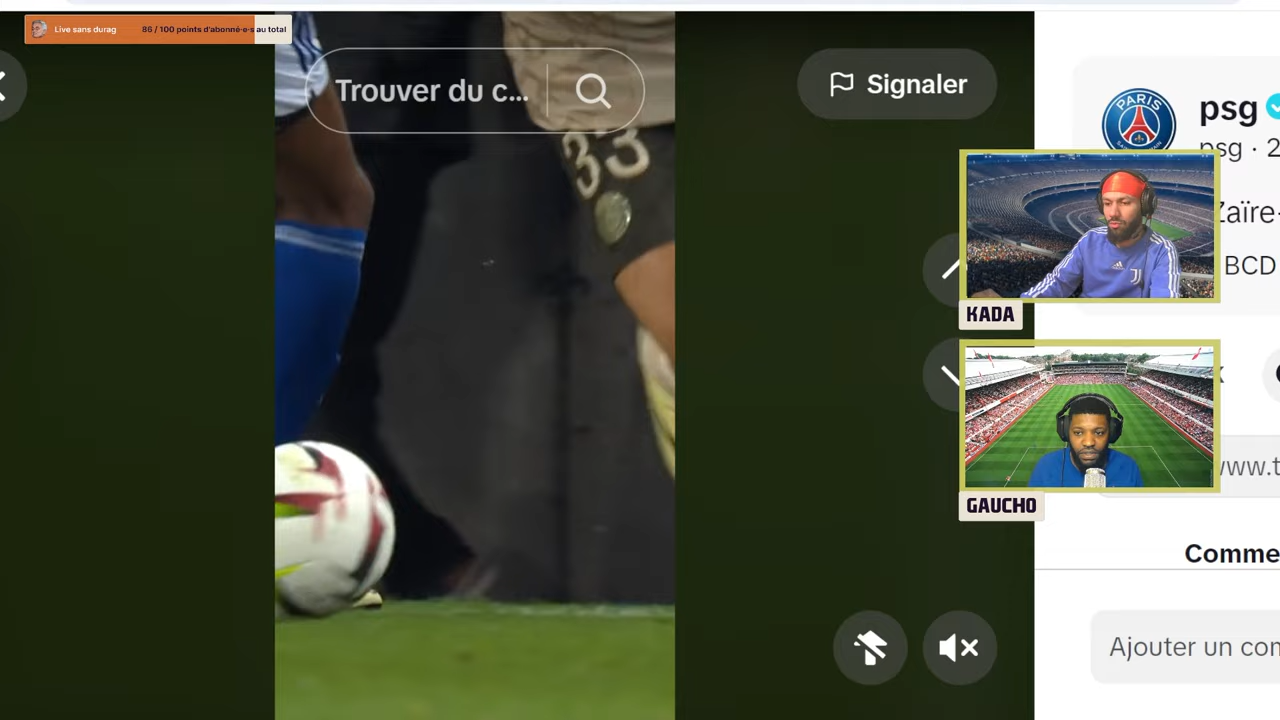 Live sans durag
86 / 100 points d'abonné·e·s au total
Trouver du c...
Signaler
33
PARIS
psg
psg · 2
Zaïre-
BCD
KADA
www.t
GAUCHO
Comme
Ajouter un con